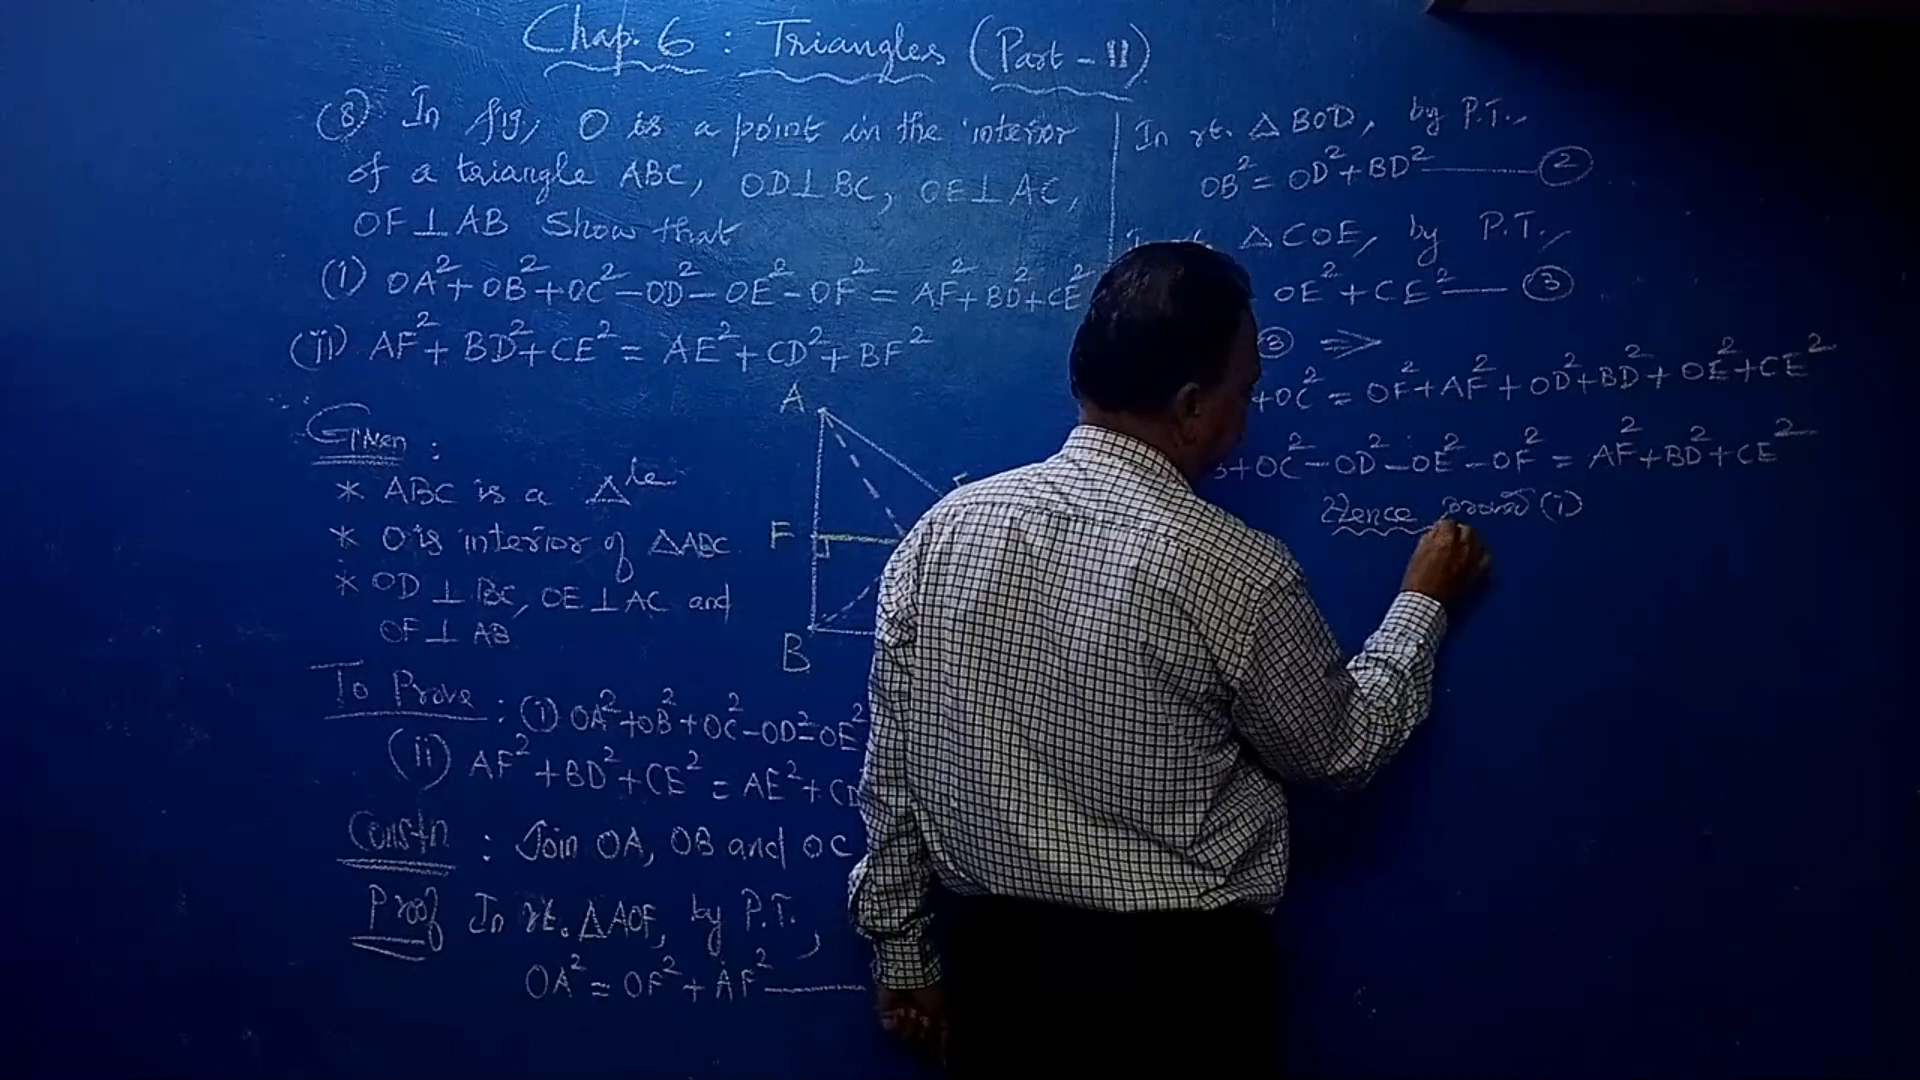 Chap. 6 : Triangles (Part - II)
(8) In fig, O is a point in the interior
of a triangle ABC, OD⊥BC, OE⊥AC,
OF⊥AB Show that
(i) OA²+OB²+OC²-OD²-OE²-OF² = AF²+BD²+CE²
(ii) AF²+BD²+CE² = AE²+CD²+BF²
Given :
* ABC is a △le
* O is interior of △ABC
* OD ⊥ BC, OE ⊥ AC and
OF ⊥ AB
To Prove : (i) OA²+OB²+OC²-OD²-OE²
(ii) AF²+BD²+CE² = AE²+CD
Constn : Join OA, OB and OC
Proof In rt. △AOF, by P.T.,
OA² = OF² + AF²
A
F
B
In rt. △BOD, by P.T.,
OB² = OD²+BD² (2)
△COE, by P.T.,
OE²+CE² (3)
(3) ⇒
+OC² = OF²+AF²+OD²+BD²+OE²+CE²
+OC²-OD²-OE²-OF² = AF²+BD²+CE²
Hence proved (i)